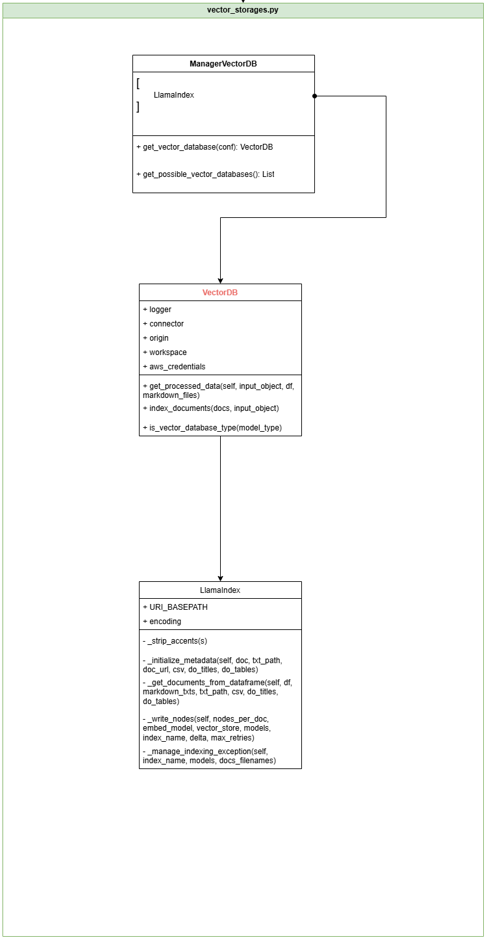 vector_storages.py
ManagerVectorDB
[
LlamaIndex
]
+ get_vector_database(conf): VectorDB
+ get_possible_vector_databases(): List
VectorDB
+ logger
+ connector
+ origin
+ workspace
+ aws_credentials
+ get_processed_data(self, input_object, df,
markdown_files)
+ index_documents(docs, input_object)
+ is_vector_database_type(model_type)
LlamaIndex
+ URI_BASEPATH
+ encoding
- _strip_accents(s)
- _initialize_metadata(self, doc, txt_path,
doc_url, csv, do_titles, do_tables)
- _get_documents_from_dataframe(self, df,
markdown_txts, txt_path, csv, do_titles,
do_tables)
- _write_nodes(self, nodes_per_doc,
embed_model, vector_store, models,
index_name, delta, max_retries)
- _manage_indexing_exception(self,
index_name, models, docs_filenames)